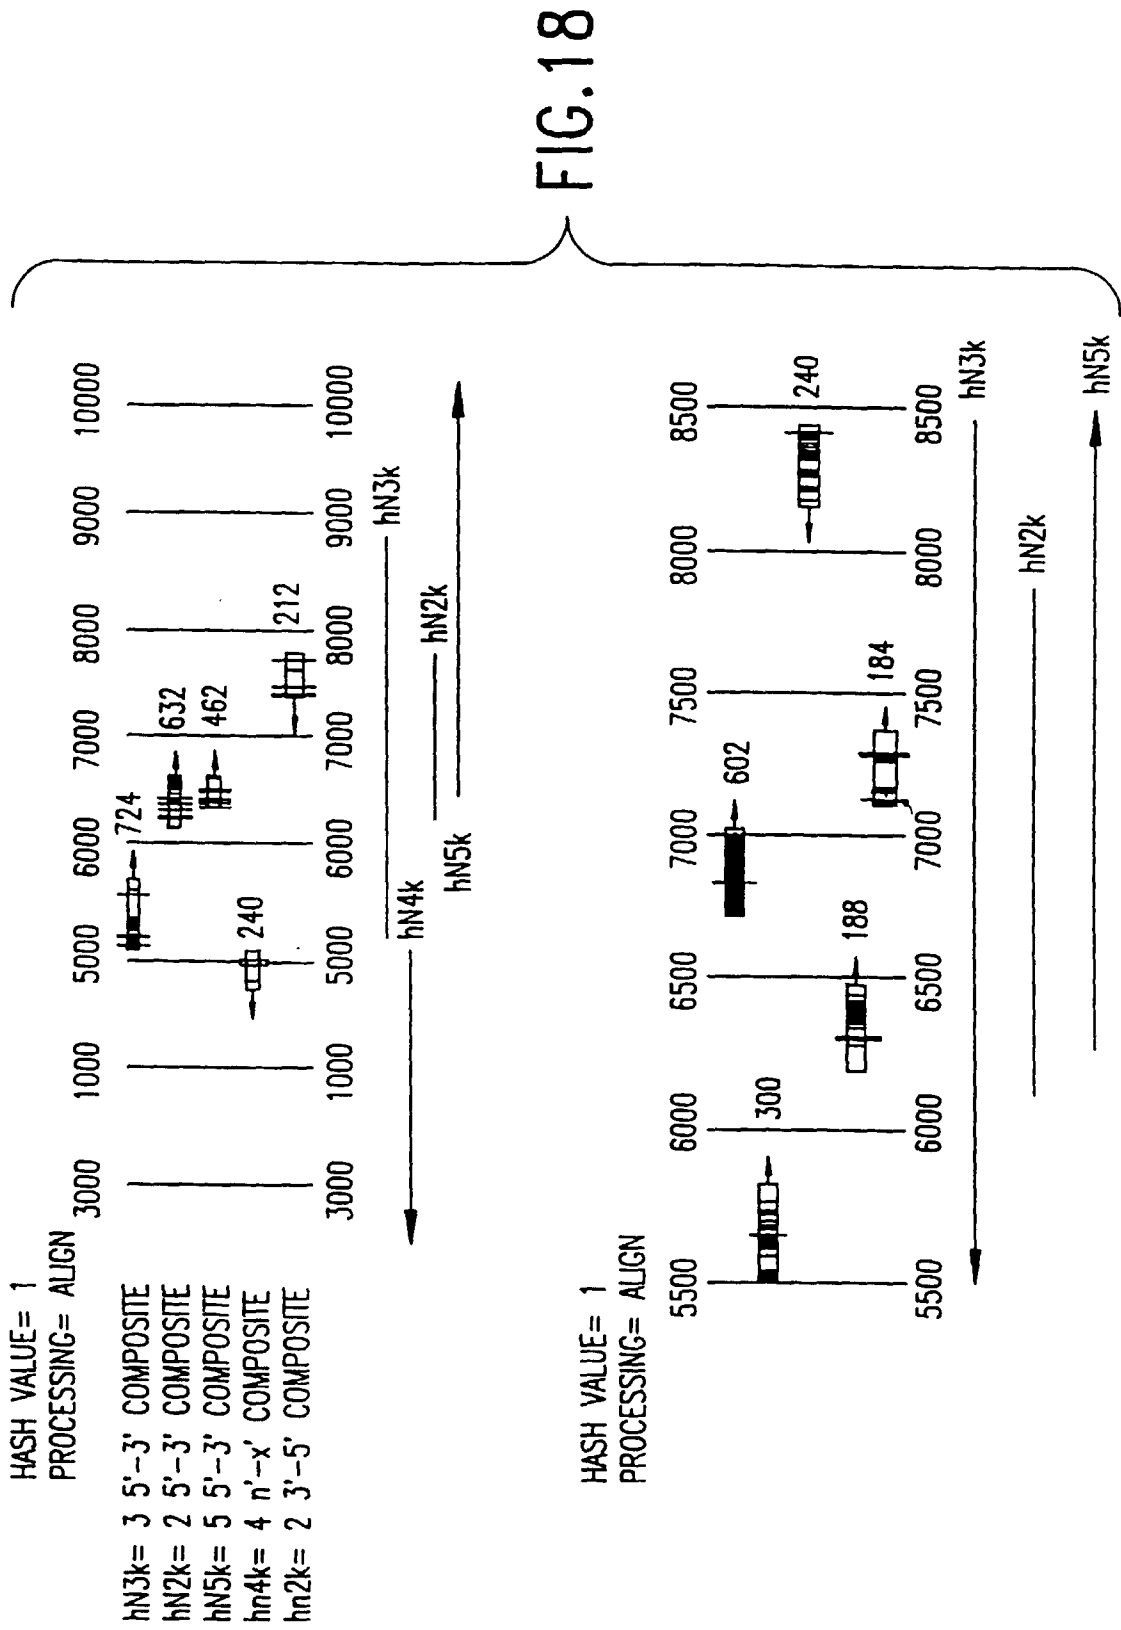 HASH VALUE= 1
PROCESSING= ALIGN
3000 1000 5000 6000 7000 8000 9000 10000
hN3k= 3 5'-3' COMPOSITE
724
hN2k= 2 5'-3' COMPOSITE
632
hN5k= 5 5'-3' COMPOSITE
462
hn4k= 4 n'-x' COMPOSITE
240
hn2k= 2 3'-5' COMPOSITE
212
3000 1000 5000 6000 7000 8000 9000 10000
hN3k
hN4k
hN2k
hN5k
FIG.18
HASH VALUE= 1
PROCESSING= ALIGN
5500 6000 6500 7000 7500 8000 8500
602
300
240
188
184
5500 6000 6500 7000 7500 8000 8500
hN3k
hN2k
hN5k